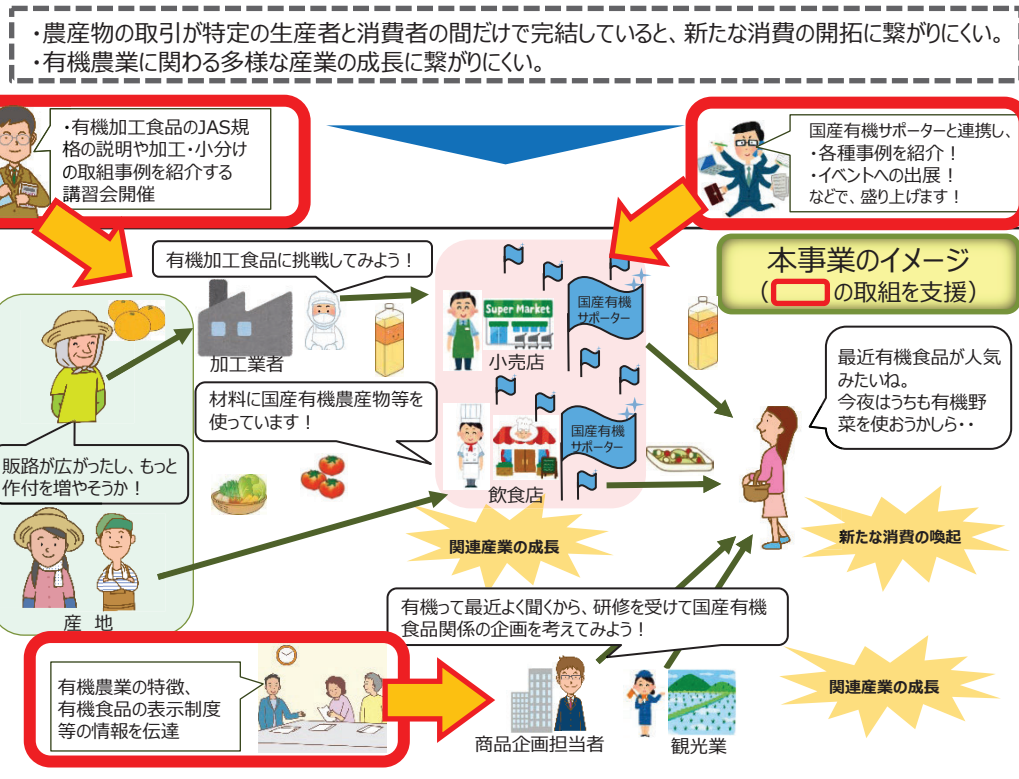 ・農産物の取引が特定の生産者と消費者の間だけで完結していると、新たな消費の開拓に繋がりにくい。
・有機農業に関わる多様な産業の成長に繋がりにくい。
・有機加工食品のJAS規
格の説明や加工・小分け
の取組事例を紹介する
講習会開催
国産有機サポーターと連携し、
・各種事例を紹介！
・イベントへの出展！
などで、盛り上げます！
本事業のイメージ
（　　の取組を支援）
有機加工食品に挑戦してみよう！
加工業者
Super Market
小売店
国産有機
サポーター
最近有機食品が人気
みたいね。
今夜はうちも有機野
菜を使おうかしら・・
材料に国産有機農産物等を
使っています！
国産有機
サポーター
飲食店
販路が広がったし、もっと
作付を増やそうか！
産 地
関連産業の成長
新たな消費の喚起
有機って最近よく聞くから、研修を受けて国産有機
食品関係の企画を考えてみよう！
有機農業の特徴、
有機食品の表示制度
等の情報を伝達
商品企画担当者
観光業
関連産業の成長